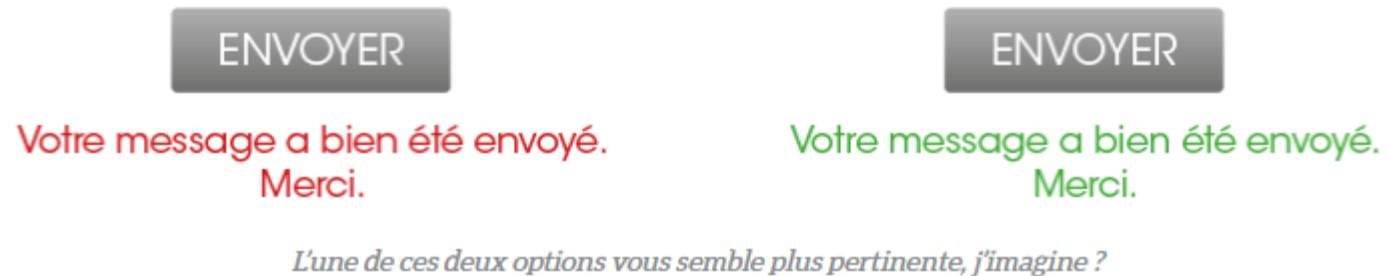 ENVOYER
Votre message a bien été envoyé.
Merci.
ENVOYER
Votre message a bien été envoyé.
Merci.
L'une de ces deux options vous semble plus pertinente, j'imagine ?